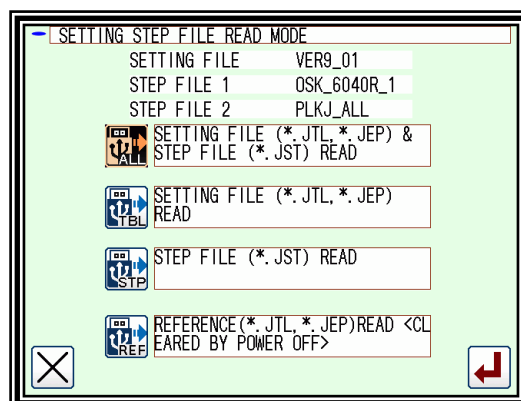 SETTING STEP FILE READ MODE
SETTING FILE VER9_01
STEP FILE 1 OSK_6040R_1
STEP FILE 2 PLKJ_ALL
ALL
SETTING FILE (*.JTL,*.JEP) &
STEP FILE (*.JST) READ
TBL
SETTING FILE (*.JTL,*.JEP)
READ
STP
STEP FILE (*.JST) READ
REF
REFERENCE(*.JTL,*.JEP)READ <CL
EARED BY POWER OFF>